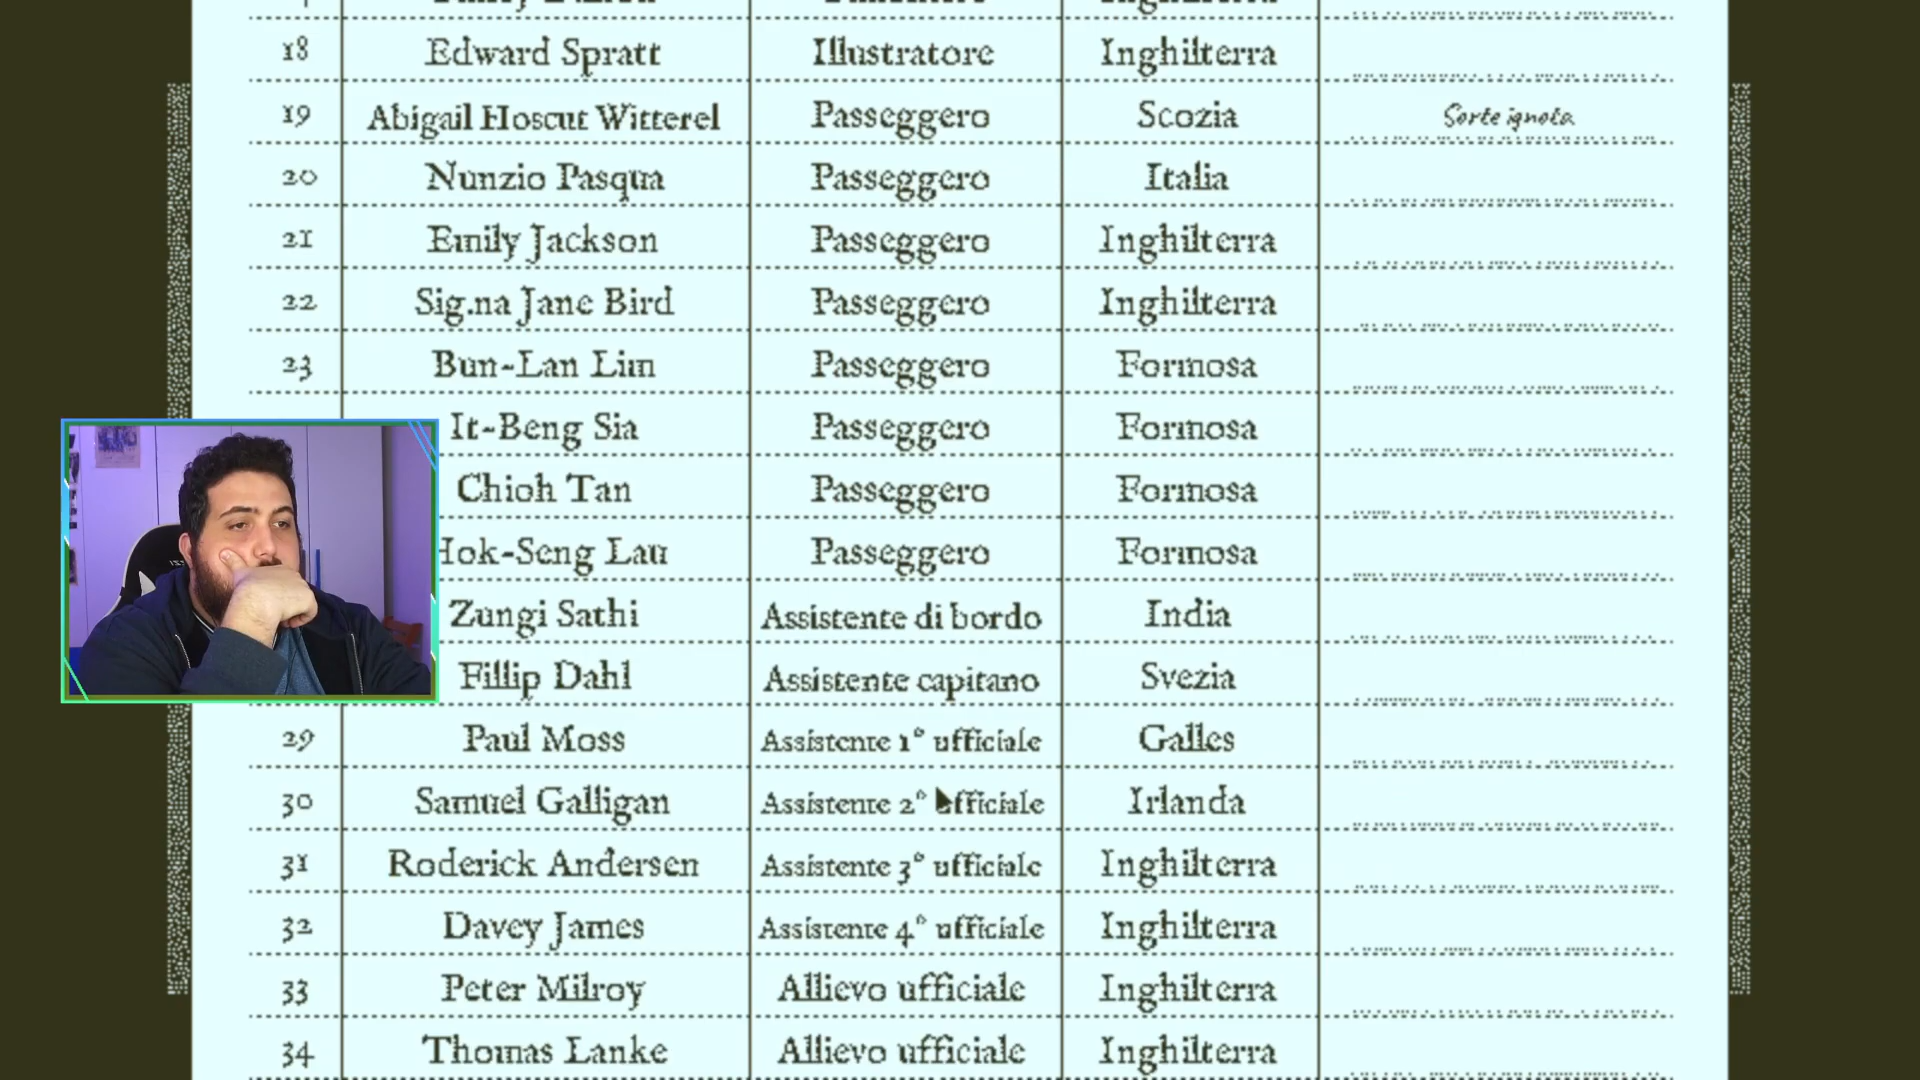 18 Edward Spratt Illustratore Inghilterra
19 Abigail Hoscut Witterel Passeggero Scozia Sorte ignota
20 Nunzio Pasqua Passeggero Italia
21 Emily Jackson Passeggero Inghilterra
22 Sig.na Jane Bird Passeggero Inghilterra
23 Bun-Lan Lim Passeggero Formosa
It-Beng Sia Passeggero Formosa
Chioh Tan Passeggero Formosa
Hok-Seng Lau Passeggero Formosa
Zungi Sathi Assistente di bordo India
Fillip Dahl Assistente capitano Svezia
29 Paul Moss Assistente 1° ufficiale Galles
30 Samuel Galligan Assistente 2° ufficiale Irlanda
31 Roderick Andersen Assistente 3° ufficiale Inghilterra
32 Davey James Assistente 4° ufficiale Inghilterra
33 Peter Milroy Allievo ufficiale Inghilterra
34 Thomas Lanke Allievo ufficiale Inghilterra